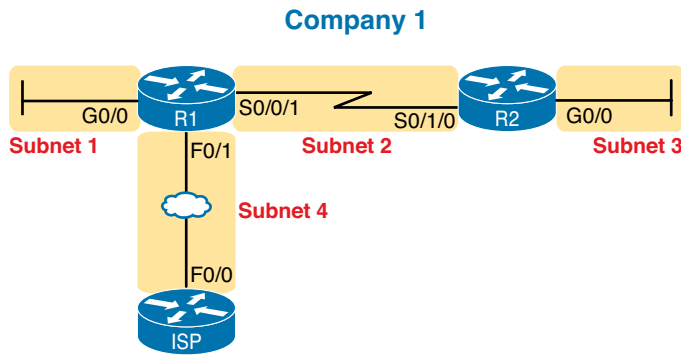 Company 1
G0/0
R1
S0/0/1
S0/1/0
R2
G0/0
Subnet 1
Subnet 2
Subnet 3
F0/1
Subnet 4
F0/0
ISP